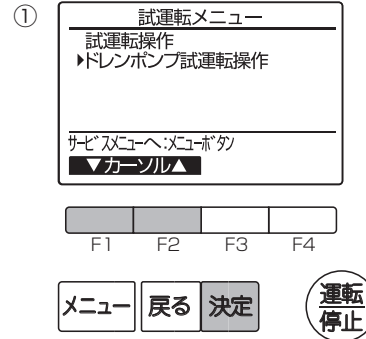 ①
試運転メニュー
試運転操作
▶ドレンポンプ試運転操作
サービスメニューへ:メニューボタン
▼カーソル▲
F1 F2 F3 F4
メニュー 戻る 決定 運転
停止